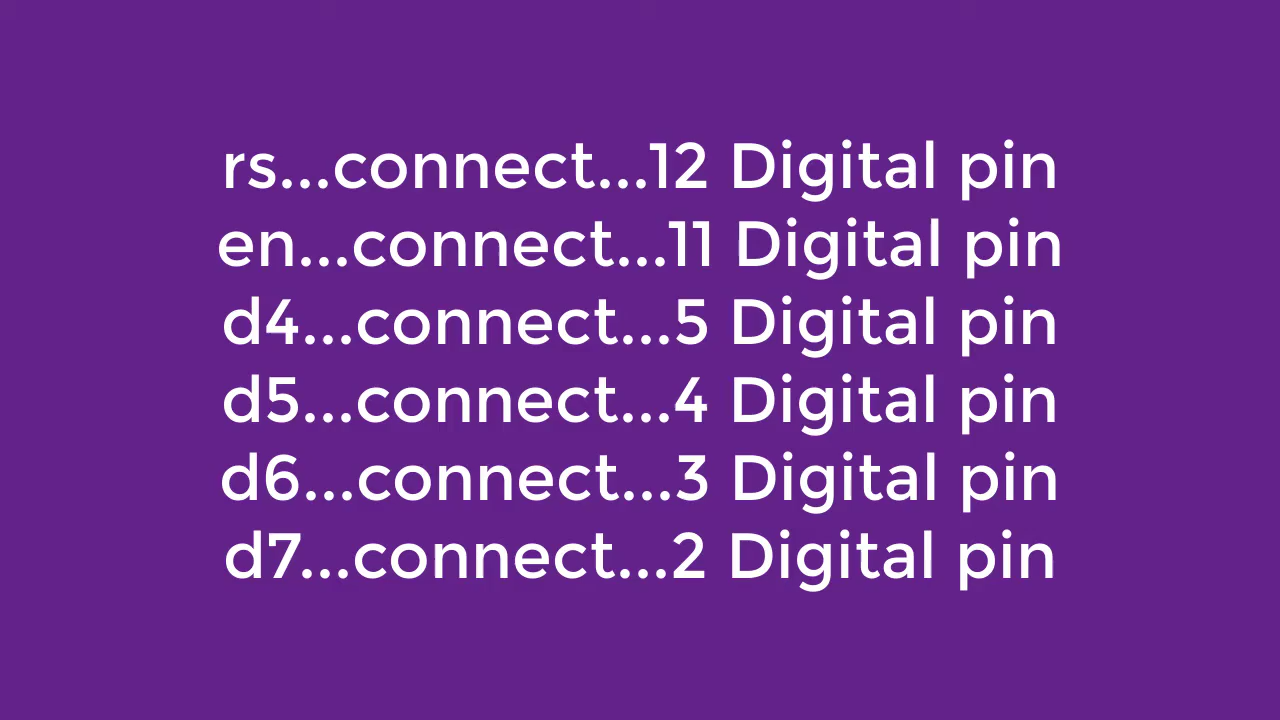 rs...connect...12 Digital pin
en...connect...11 Digital pin
d4...connect...5 Digital pin
d5...connect...4 Digital pin
d6...connect...3 Digital pin
d7...connect...2 Digital pin